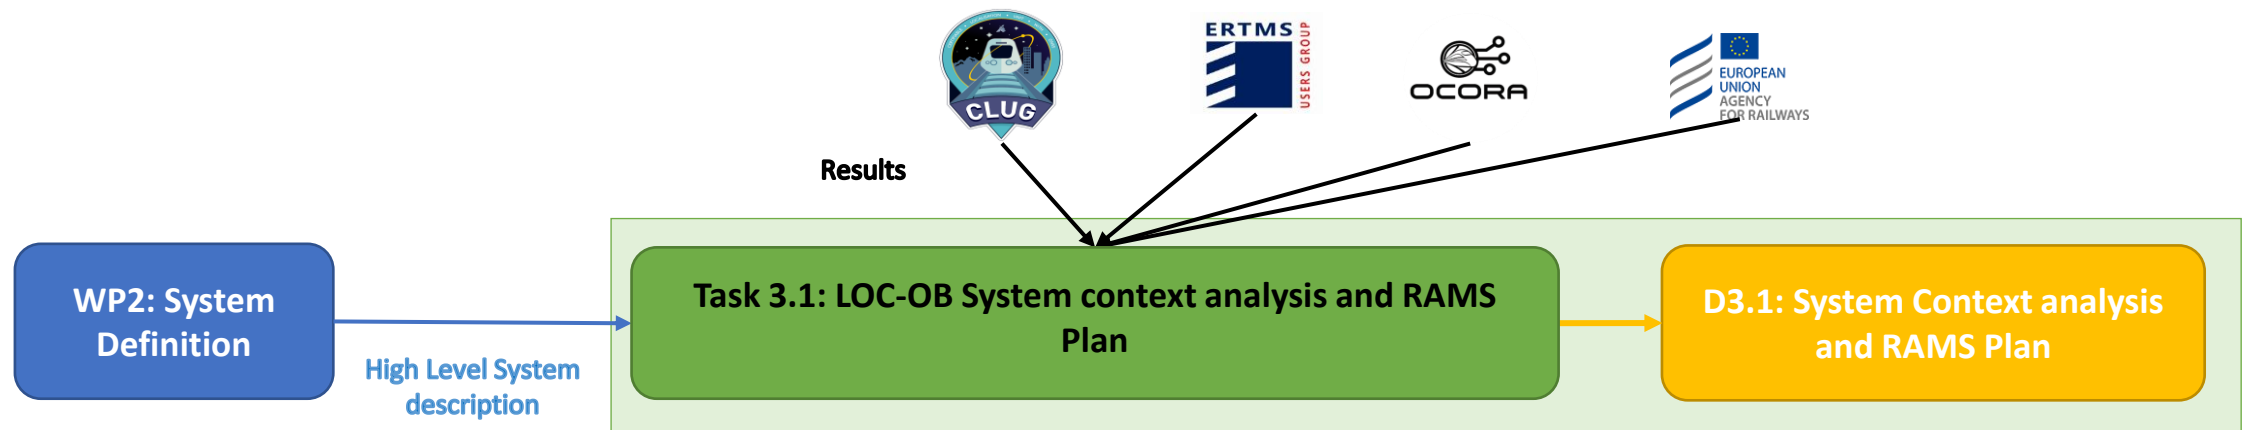 CLUG
ERTMS
USERS GROUP
OCORA
EUROPEAN
UNION
AGENCY
FOR RAILWAYS
Results
WP2: System
Definition
High Level System
description
Task 3.1: LOC-OB System context analysis and RAMS
Plan
D3.1: System Context analysis
and RAMS Plan